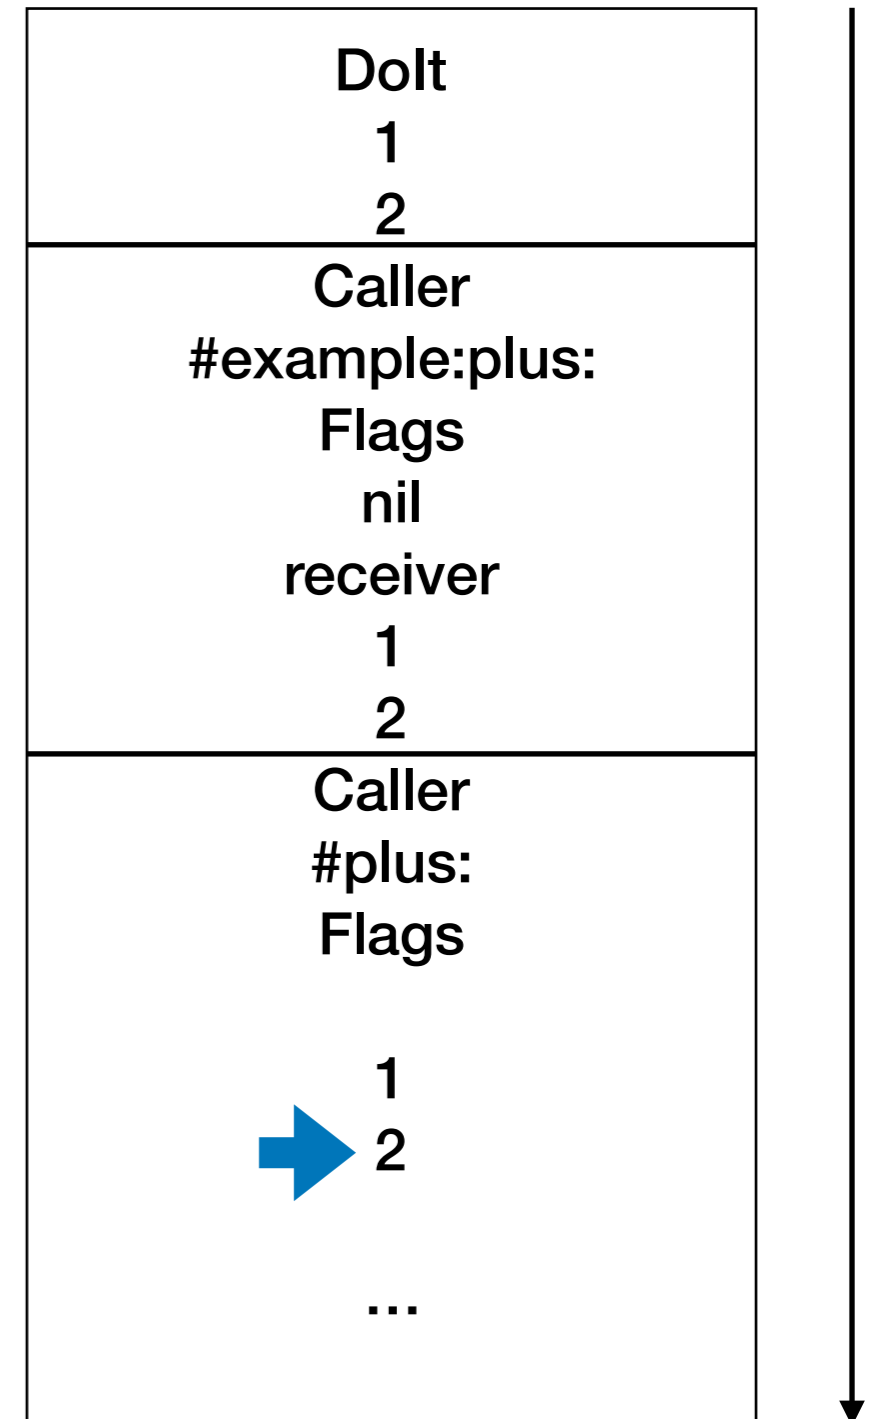 DoIt
1
2
Caller
#example:plus:
Flags
nil
receiver
1
2
Caller
#plus:
Flags
1
2
...